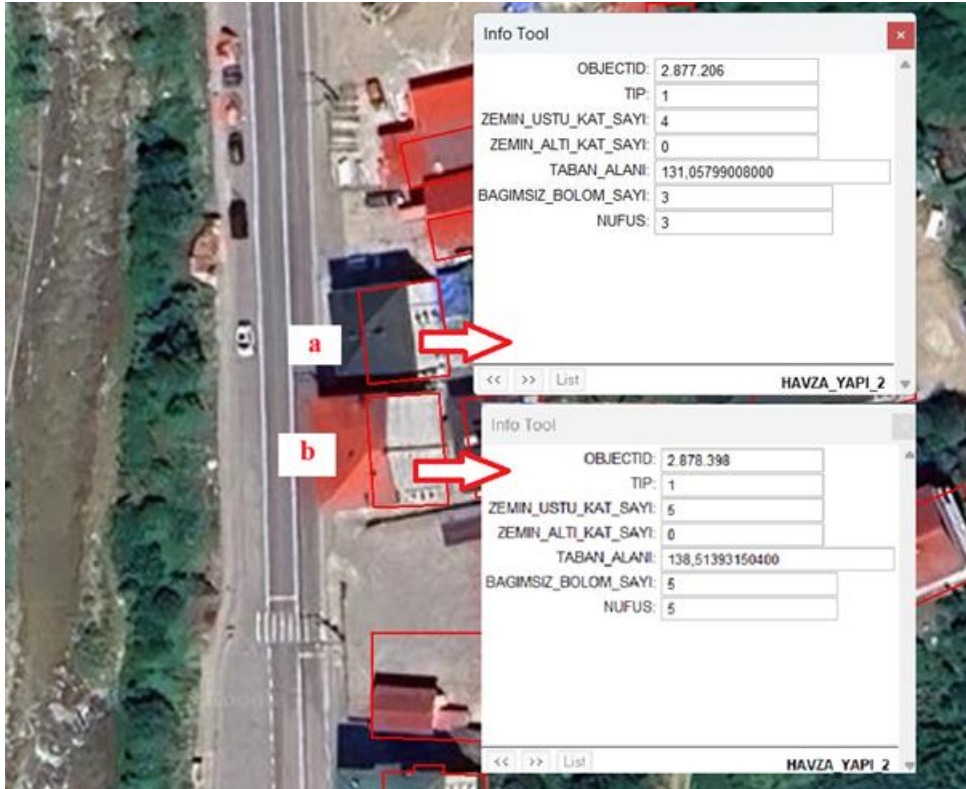 Info Tool
OBJECTID: 2.877.206
TIP: 1
ZEMIN_USTU_KAT_SAYI: 4
ZEMIN_ALTI_KAT_SAYI: 0
TABAN_ALANI: 131,05799008000
BAGIMSIZ_BOLOM_SAYI: 3
NUFUS: 3
<< >> List
HAVZA_YAPI_2
a
b
Info Tool
OBJECTID: 2.878.398
TIP: 1
ZEMIN_USTU_KAT_SAYI: 5
ZEMIN_ALTI_KAT_SAYI: 0
TABAN_ALANI: 138,51393150400
BAGIMSIZ_BOLOM_SAYI: 5
NUFUS: 5
<< >> List
HAVZA_YAPI_2